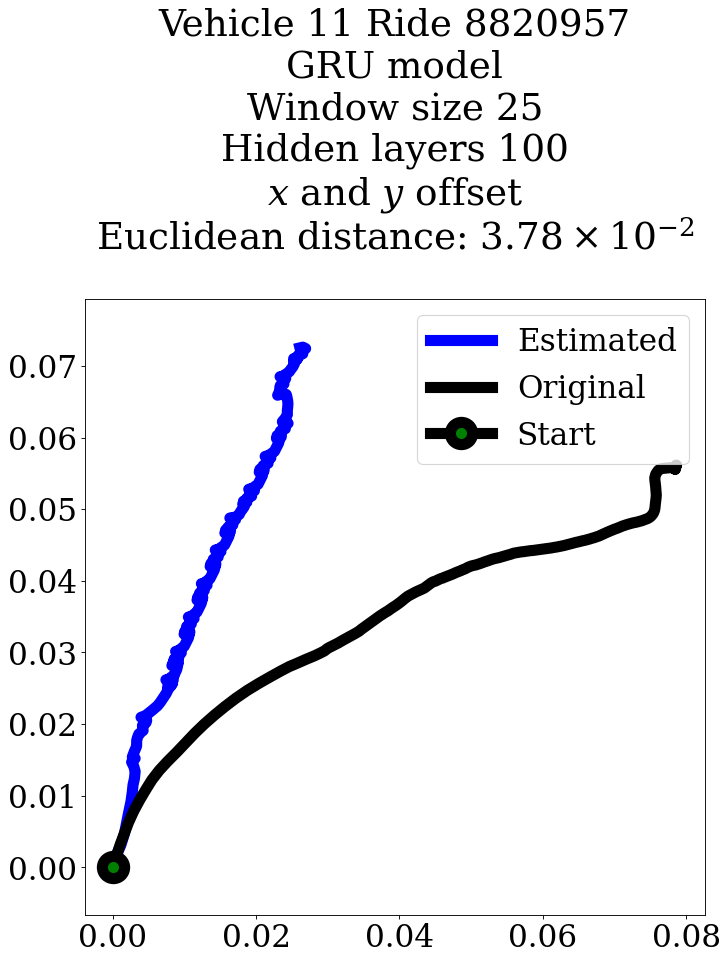 Vehicle 11 Ride 8820957
GRU model
Window size 25
Hidden layers 100
x and y offset
Euclidean distance: 3.78 × 10⁻²
Estimated
Original
Start
0.07
0.06
0.05
0.04
0.03
0.02
0.01
0.00
0.00 0.02 0.04 0.06 0.08